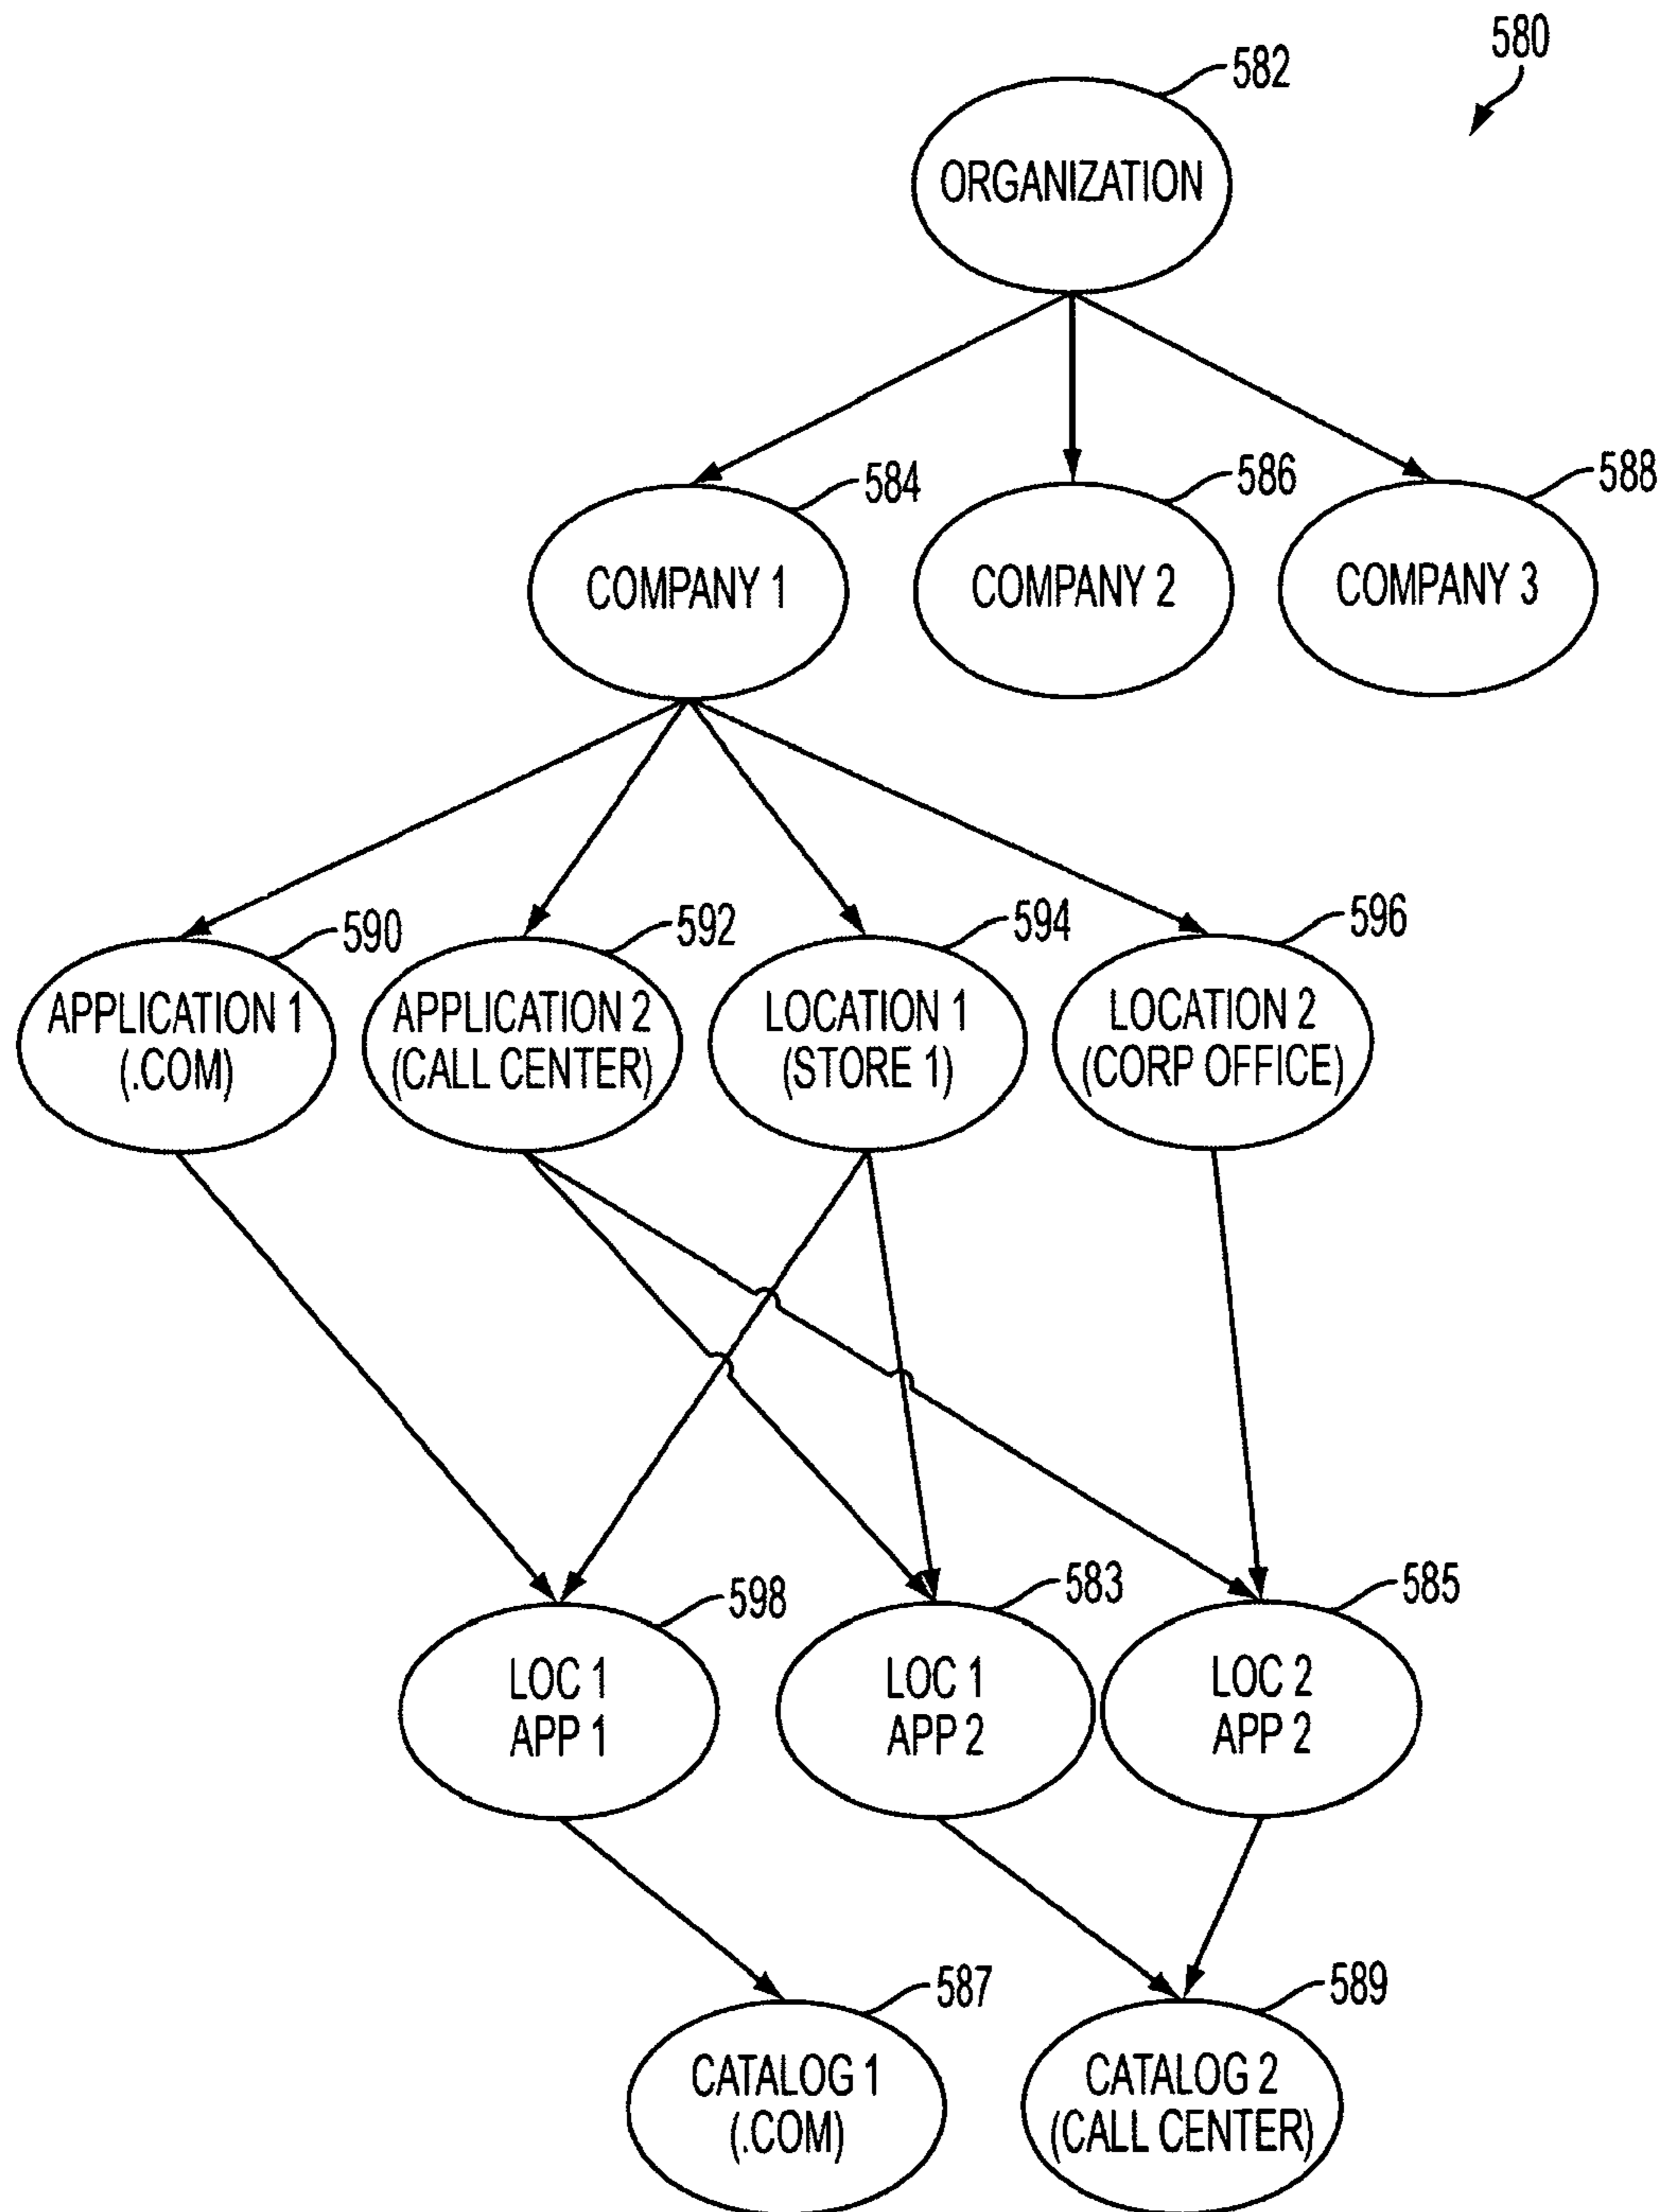 580
582
ORGANIZATION
584
586
588
COMPANY 1
COMPANY 2
COMPANY 3
590
592
594
596
APPLICATION 1
(.COM)
APPLICATION 2
(CALL CENTER)
LOCATION 1
(STORE 1)
LOCATION 2
(CORP OFFICE)
598
583
585
LOC 1
APP 1
LOC 1
APP 2
LOC 2
APP 2
587
589
CATALOG 1
(.COM)
CATALOG 2
(CALL CENTER)